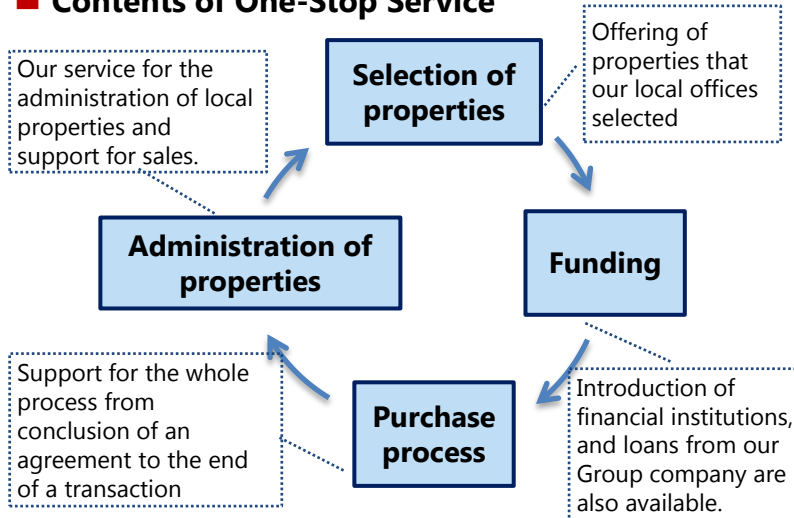 Contents of One-Stop Service
Our service for the
administration of local
properties and
support for sales.
Selection of
properties
Offering of
properties that
our local offices
selected
Administration of
properties
Funding
Support for the whole
process from
conclusion of an
agreement to the end
of a transaction
Purchase
process
Introduction of
financial institutions,
and loans from our
Group company are
also available.